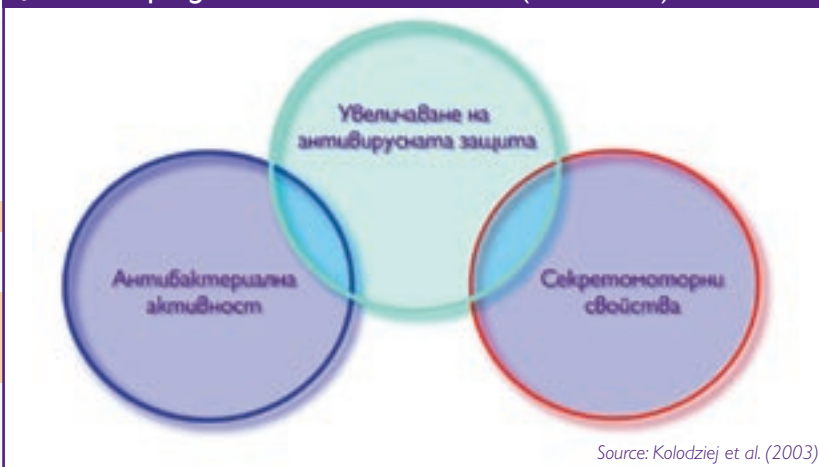 Увеличаване на
антивирусната защита
Антибактериална
активност
Секретомоторни
свойства
Source: Kolodziej et al. (2003)